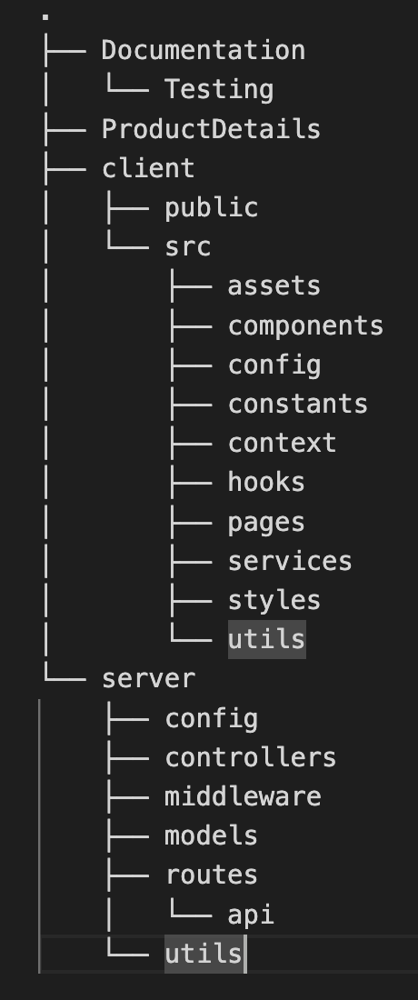 .
├── Documentation
│   └── Testing
├── ProductDetails
├── client
│   ├── public
│   └── src
│       ├── assets
│       ├── components
│       ├── config
│       ├── constants
│       ├── context
│       ├── hooks
│       ├── pages
│       ├── services
│       ├── styles
│       └── utils
└── server
    ├── config
    ├── controllers
    ├── middleware
    ├── models
    ├── routes
    │   └── api
    └── utils